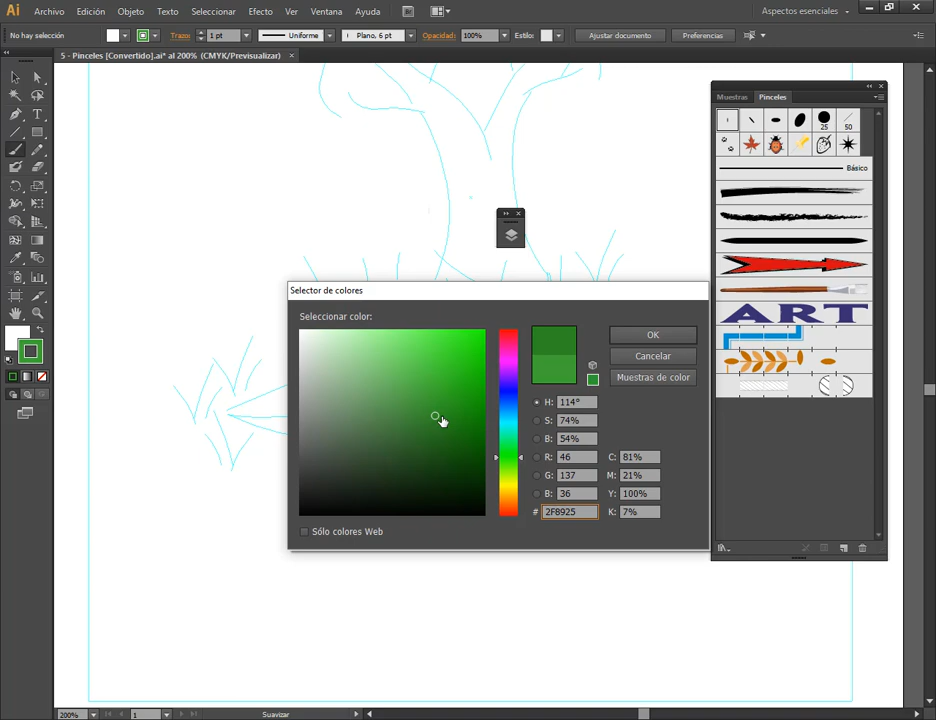 Ai Archivo Edición Objeto Texto Seleccionar Efecto Ver Ventana Ayuda Br Aspectos esenciales
No hay selección Trazo: 1 pt Uniforme Plano, 6 pt Opacidad: 100% Estilo: Ajustar documento Preferencias
5 - Pinceles [Convertido].ai* al 200% (CMYK/Previsualizar)
Muestras Pinceles
25 50
Básico
ART
Selector de colores
Seleccionar color:
OK
Cancelar
Muestras de color
H: 114°
S: 74%
B: 54%
R: 46 C: 81%
G: 137 M: 21%
B: 36 Y: 100%
# 2F8925 K: 7%
Sólo colores Web
200% 1 Suavizar